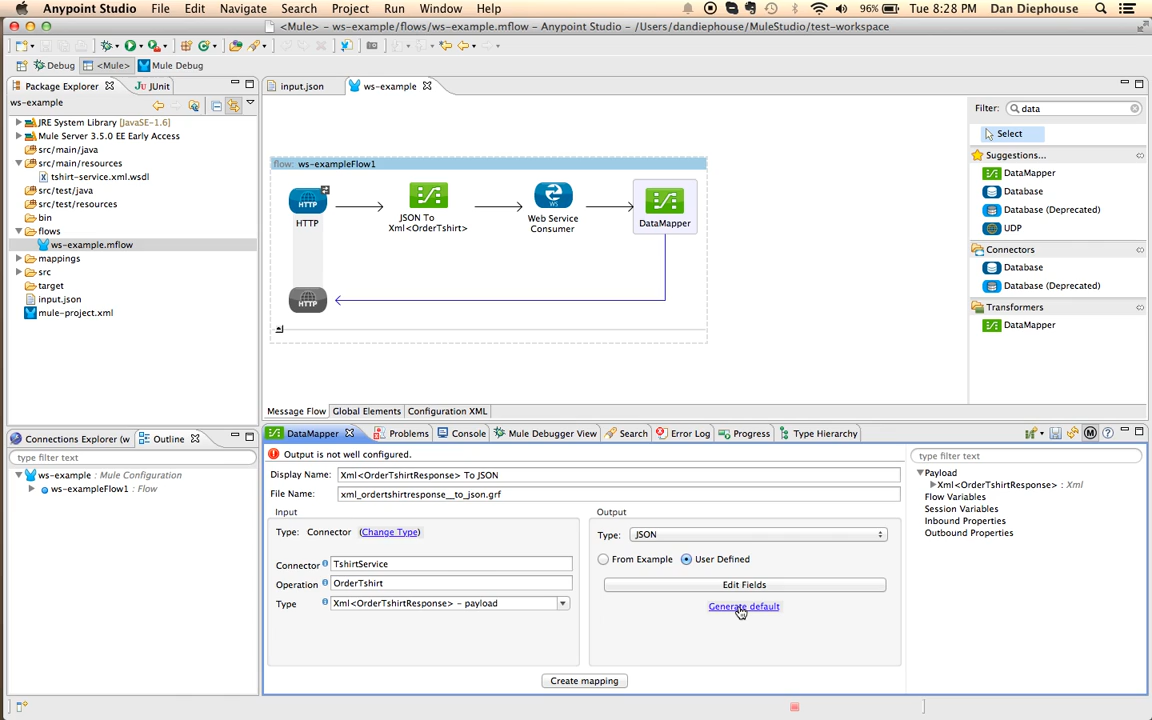 Anypoint Studio File Edit Navigate Search Project Run Window Help 96% Tue 8:28 PM Dan Diephouse
<Mule> – ws-example/flows/ws-example.mflow – Anypoint Studio – /Users/dandiephouse/MuleStudio/test-workspace
Debug <Mule> Mule Debug
Package Explorer JUnit
ws-example
JRE System Library [JavaSE-1.6]
Mule Server 3.5.0 EE Early Access
src/main/java
src/main/resources
tshirt-service.xml.wsdl
src/test/java
src/test/resources
bin
flows
ws-example.mflow
mappings
src
target
input.json
mule-project.xml
input.json ws-example
flow: ws-exampleFlow1
HTTP
HTTP
JSON To
Xml<OrderTshirt>
WS
Web Service
Consumer
DataMapper
HTTP
Message Flow Global Elements Configuration XML
Filter: data
Select
Suggestions...
DataMapper
Database
Database (Deprecated)
UDP
Connectors
Database
Database (Deprecated)
Transformers
DataMapper
Connections Explorer (w Outline
type filter text
ws-example : Mule Configuration
ws-exampleFlow1 : Flow
DataMapper Problems Console Mule Debugger View Search Error Log Progress Type Hierarchy
Output is not well configured.
Display Name: Xml<OrderTshirtResponse> To JSON
File Name: xml_ordertshirtresponse__to_json.grf
Input
Type: Connector (Change Type)
Connector TshirtService
Operation OrderTshirt
Type Xml<OrderTshirtResponse> – payload
Output
Type: JSON
From Example User Defined
Edit Fields
Generate default
Create mapping
type filter text
Payload
Xml<OrderTshirtResponse> : Xml
Flow Variables
Session Variables
Inbound Properties
Outbound Properties